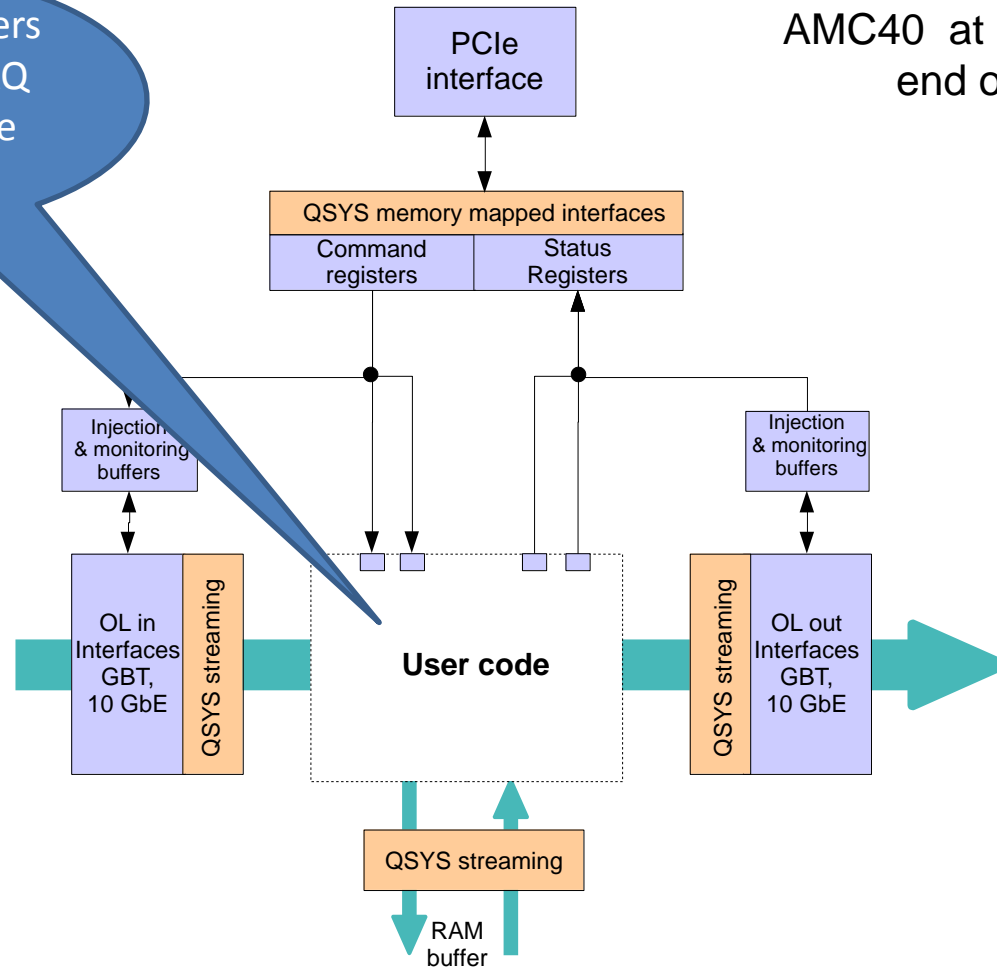 AMC40 at
end o
ers
Q
e
PCIe
interface
QSYS memory mapped interfaces
Command
registers
Status
Registers
Injection
& monitoring
buffers
Injection
& monitoring
buffers
OL in
Interfaces
GBT,
10 GbE
QSYS streaming
User code
QSYS streaming
OL out
Interfaces
GBT,
10 GbE
QSYS streaming
RAM
buffer